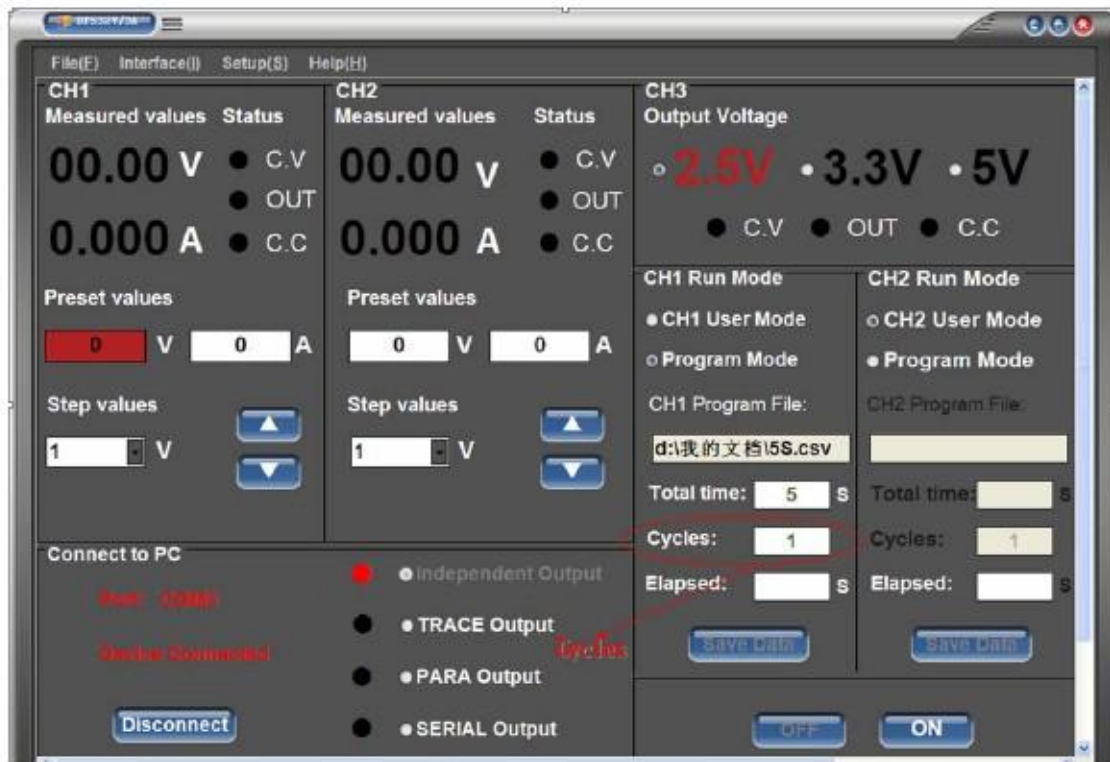 File(F) Interface(I) Setup(S) Help(H)
CH1
Measured values Status
00.00 V
C.V
OUT
0.000 A
C.C
Preset values
0 V 0 A
Step values
1 V
CH2
Measured values Status
00.00 V
C.V
OUT
0.000 A
C.C
Preset values
0 V 0 A
Step values
1 V
CH3
Output Voltage
2.5V 3.3V 5V
C.V OUT C.C
CH1 Run Mode
CH1 User Mode
Program Mode
CH1 Program File:
d:\我的文档\5S.csv
Total time: 5 S
Cycles: 1
Elapsed: S
Save Data
CH2 Run Mode
CH2 User Mode
Program Mode
CH2 Program File:
Total time: S
Cycles: 1
Elapsed: S
Save Data
Connect to PC
Device Connected
Disconnect
Independent Output
TRACE Output
PARA Output
SERIAL Output
Cycles
OFF ON